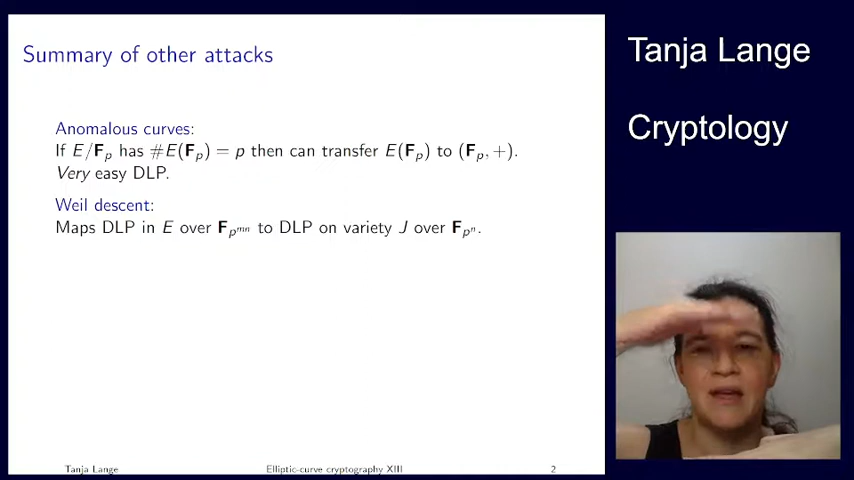 Summary of other attacks
Anomalous curves:
If E/F_p has #E(F_p) = p then can transfer E(F_p) to (F_p, +).
Very easy DLP.
Weil descent:
Maps DLP in E over F_{p^{mn}} to DLP on variety J over F_{p^n}.
Tanja Lange
Elliptic-curve cryptography XIII
2
Tanja Lange
Cryptology